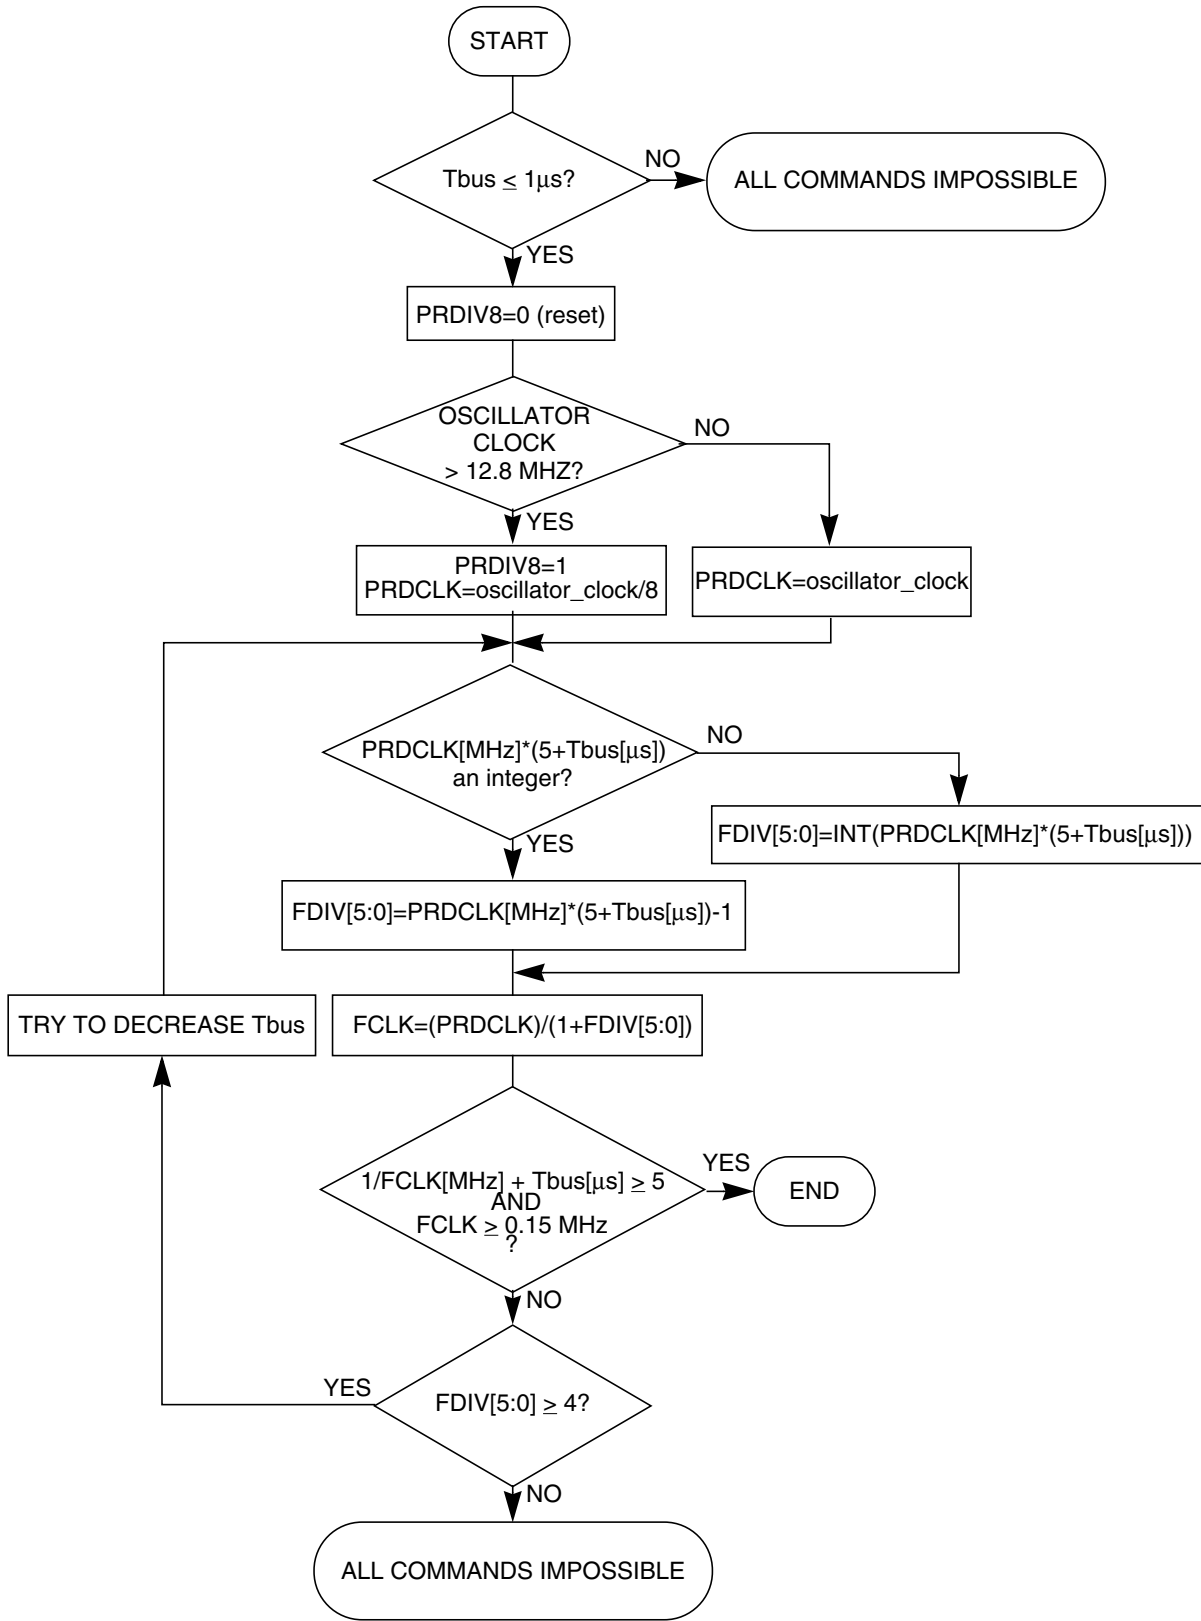 START
Tbus ≤ 1μs?
NO
ALL COMMANDS IMPOSSIBLE
YES
PRDIV8=0 (reset)
OSCILLATOR
CLOCK
> 12.8 MHZ?
NO
YES
PRDIV8=1
PRDCLK=oscillator_clock/8
PRDCLK=oscillator_clock
PRDCLK[MHz]*(5+Tbus[μs])
an integer?
NO
YES
FDIV[5:0]=INT(PRDCLK[MHz]*(5+Tbus[μs]))
FDIV[5:0]=PRDCLK[MHz]*(5+Tbus[μs])-1
TRY TO DECREASE Tbus
FCLK=(PRDCLK)/(1+FDIV[5:0])
1/FCLK[MHz] + Tbus[μs] ≥ 5
AND
FCLK ≥ 0.15 MHz
?
YES
END
NO
FDIV[5:0] ≥ 4?
YES
NO
ALL COMMANDS IMPOSSIBLE